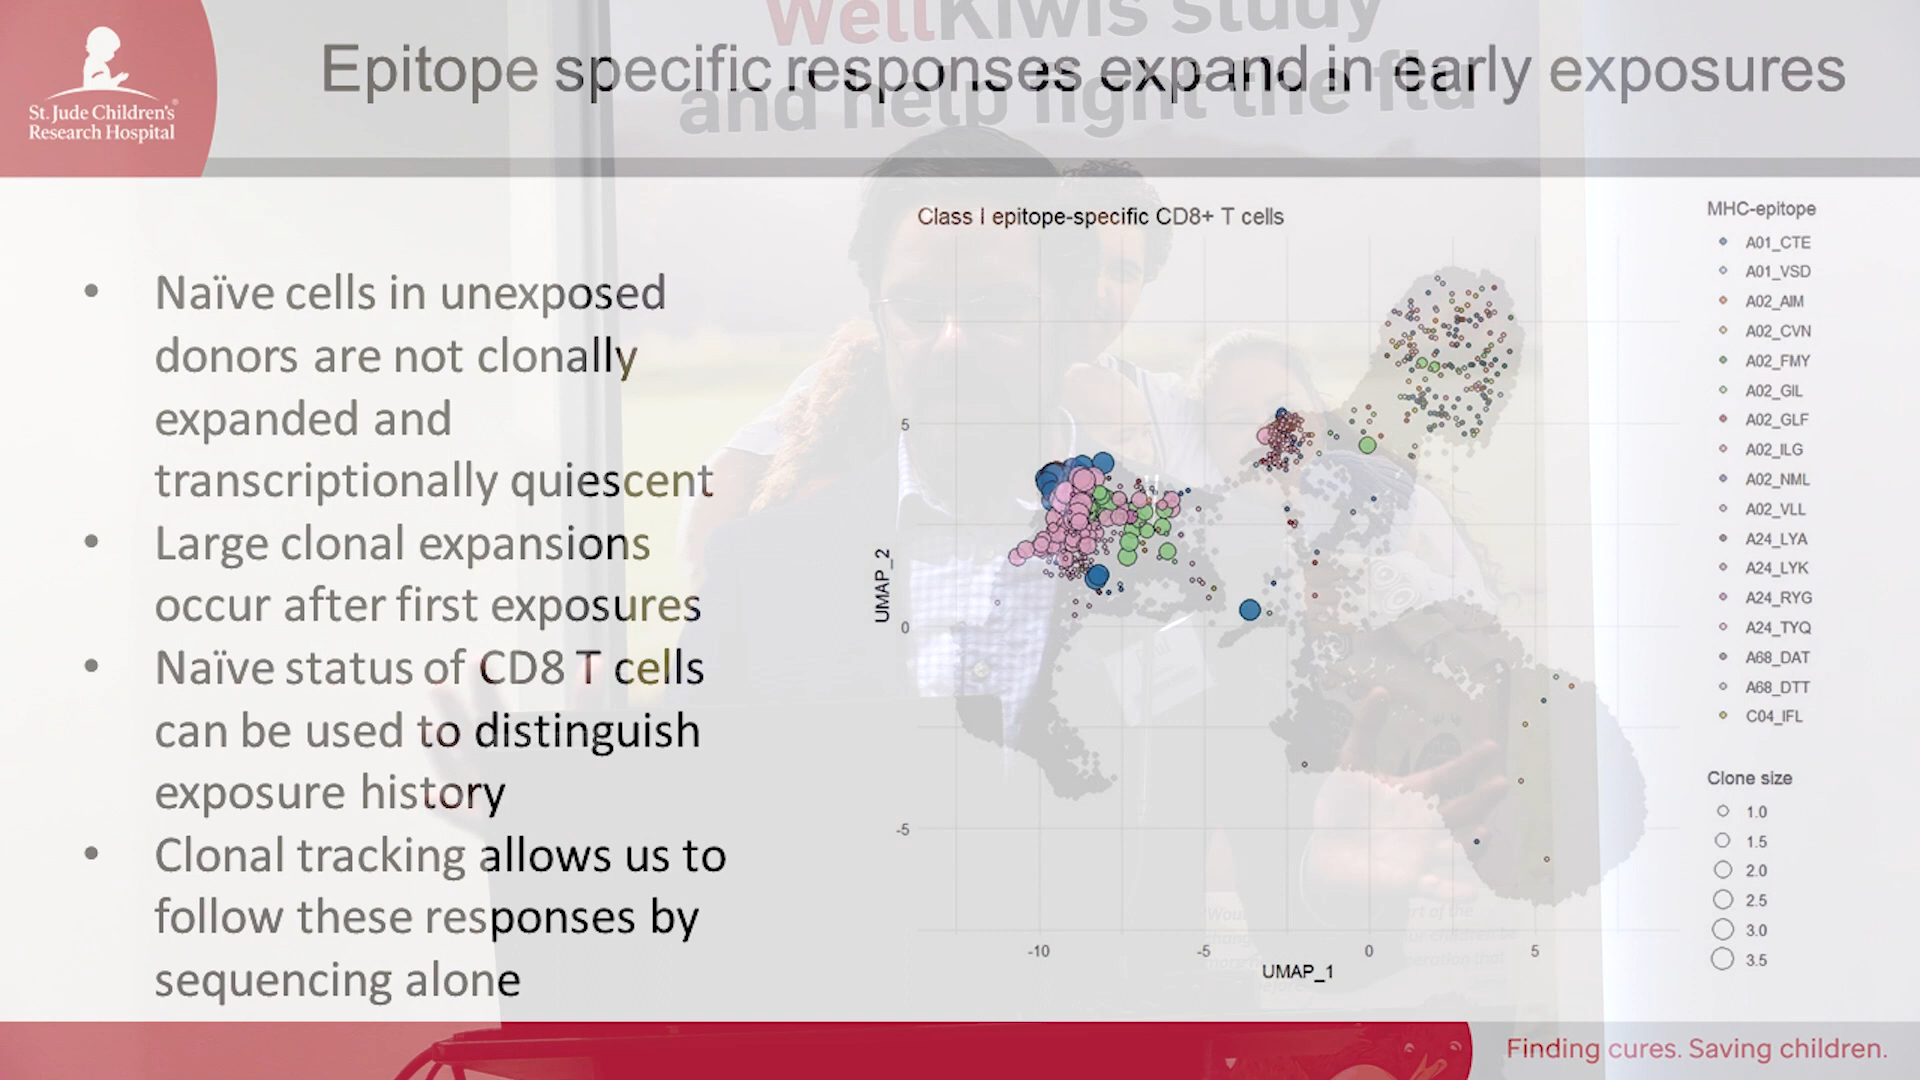 WellKiwis study
and help fight the flu
St. Jude Children's
Research Hospital
Epitope specific responses expand in early exposures
• Naïve cells in unexposed
donors are not clonally
expanded and
transcriptionally quiescent
• Large clonal expansions
occur after first exposures
• Naïve status of CD8 T cells
can be used to distinguish
exposure history
• Clonal tracking allows us to
follow these responses by
sequencing alone
Class I epitope-specific CD8+ T cells
UMAP_2
5
0
-5
-10
-5
0
5
UMAP_1
MHC-epitope
A01_CTE
A01_VSD
A02_AIM
A02_CVN
A02_FMY
A02_GIL
A02_GLF
A02_ILG
A02_NML
A02_VLL
A24_LYA
A24_LYK
A24_RYG
A24_TYQ
A68_DAT
A68_DTT
C04_IFL
Clone size
1.0
1.5
2.0
2.5
3.0
3.5
Finding cures. Saving children.